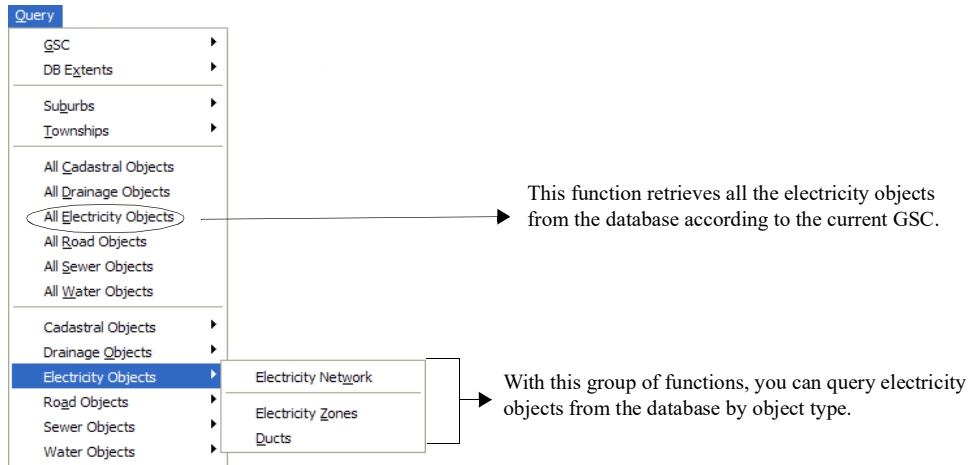 Query
GSC
DB Extents
Suburbs
Townships
All Cadastral Objects
All Drainage Objects
All Electricity Objects
All Road Objects
All Sewer Objects
All Water Objects
Cadastral Objects
Drainage Objects
Electricity Objects
Road Objects
Sewer Objects
Water Objects
Electricity Network
Electricity Zones
Ducts
This function retrieves all the electricity objects
from the database according to the current GSC.
With this group of functions, you can query electricity
objects from the database by object type.